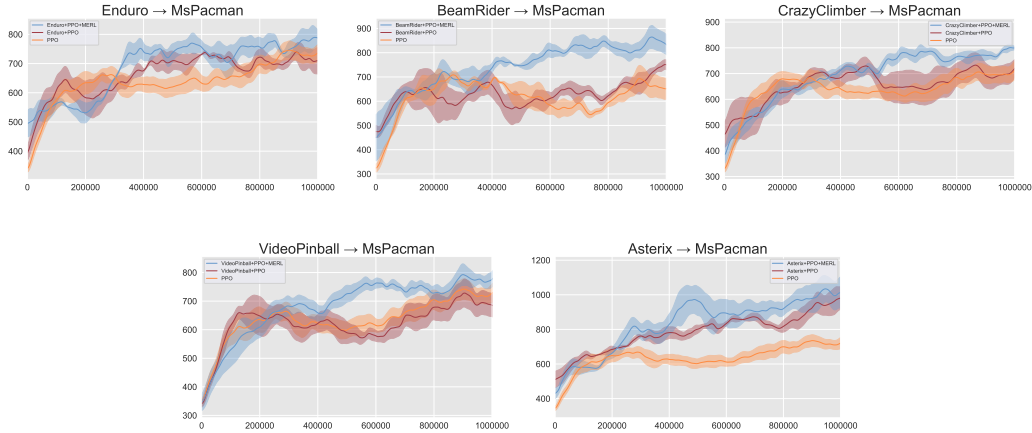 Enduro → MsPacman
800
700
600
500
400
Enduro+PPO+MERL
Enduro+PPO
PPO
0 200000 400000 600000 800000 1000000
BeamRider → MsPacman
900
800
700
600
500
400
300
BeamRider+PPO+MERL
BeamRider+PPO
PPO
0 200000 400000 600000 800000 1000000
CrazyClimber → MsPacman
900
800
700
600
500
400
300
CrazyClimber+PPO+MERL
CrazyClimber+PPO
PPO
0 200000 400000 600000 800000 1000000
VideoPinball → MsPacman
800
700
600
500
400
300
VideoPinball+PPO+MERL
VideoPinball+PPO
PPO
0 200000 400000 600000 800000 1000000
Asterix → MsPacman
1200
1000
800
600
400
Asterix+PPO+MERL
Asterix+PPO
PPO
0 200000 400000 600000 800000 1000000